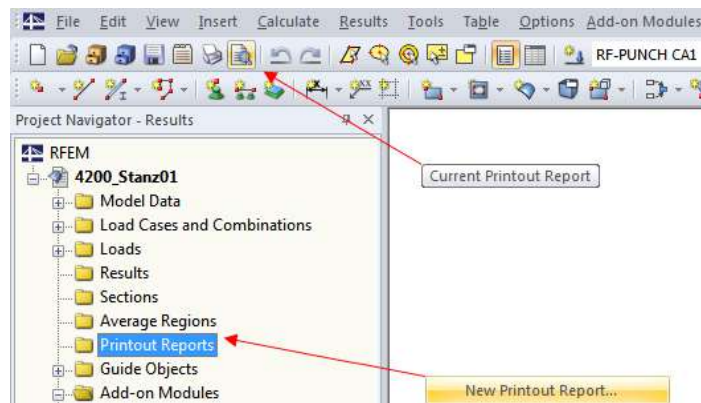 File Edit View Insert Calculate Results Tools Table Options Add-on Modules
RF-PUNCH CA1
Project Navigator - Results
RFEM
4200_Stanz01
Current Printout Report
Model Data
Load Cases and Combinations
Loads
Results
Sections
Average Regions
Printout Reports
Guide Objects
Add-on Modules
New Printout Report...